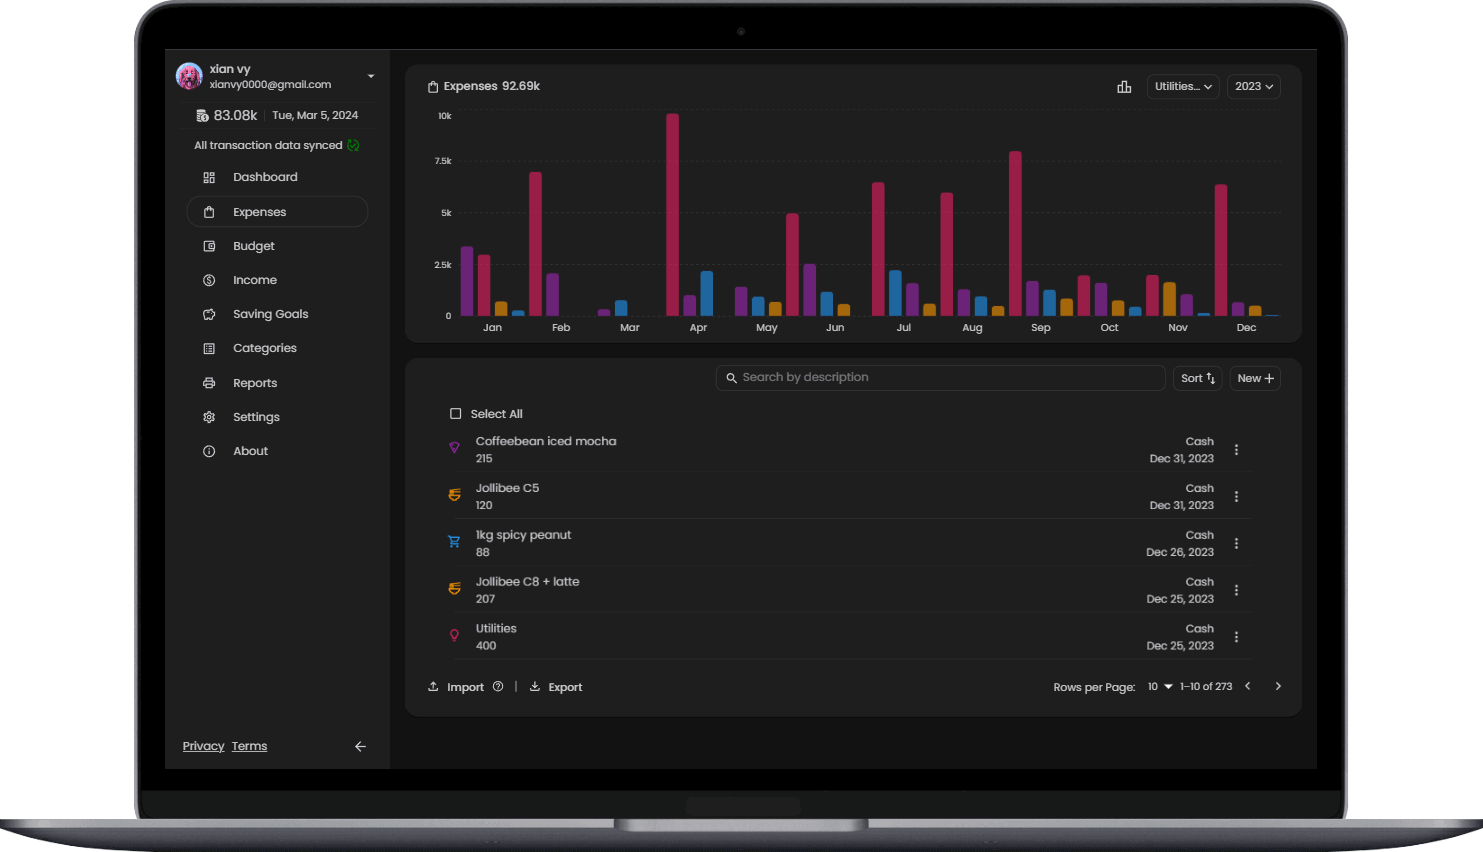 xian vy
xianvy0000@gmail.com
83.08k Tue, Mar 5, 2024
All transaction data synced
Dashboard
Expenses
Budget
Income
Saving Goals
Categories
Reports
Settings
About
Privacy Terms
Expenses 92.69k
Utilities... 2023
10k
7.5k
5k
2.5k
0
Jan Feb Mar Apr May Jun Jul Aug Sep Oct Nov Dec
Search by description
Sort
New
Select All
Coffeebean iced mocha Cash
215 Dec 31, 2023
Jollibee C5 Cash
120 Dec 31, 2023
1kg spicy peanut Cash
88 Dec 26, 2023
Jollibee C8 + latte Cash
207 Dec 25, 2023
Utilities Cash
400 Dec 25, 2023
Import | Export Rows per Page: 10 1–10 of 273